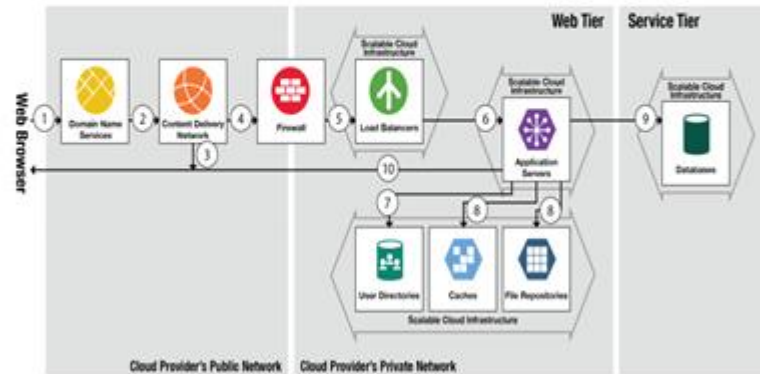 Web Tier
Service Tier
Scalable Cloud
Infrastructure
Scalable Cloud
Infrastructure
Scalable Cloud
Infrastructure
Web Browser
1
Domain Name
Services
2
Content Delivery
Network
4
Firewall
5
Load Balancers
6
Application
Servers
9
Databases
3
10
7
8
8
User Directories
Caches
File Repositories
Scalable Cloud Infrastructure
Cloud Provider's Public Network
Cloud Provider's Private Network